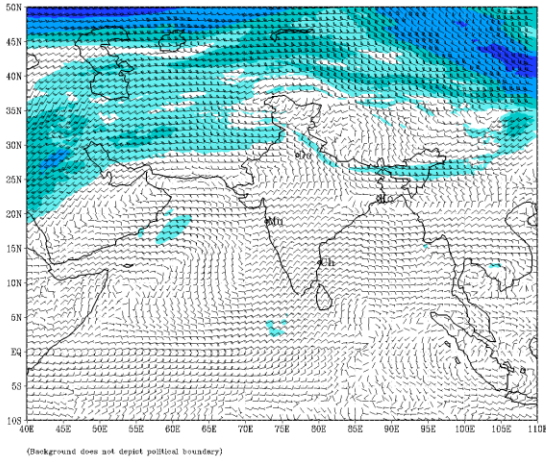 50N
45N
40N
35N
30N
25N
20N
15N
10N
5N
EQ
5S
10S
Mu
Ch
40E 45E 50E 55E 60E 65E 70E 75E 80E 85E 90E 95E 100E 105E 110E
(Background does not depict political boundary)